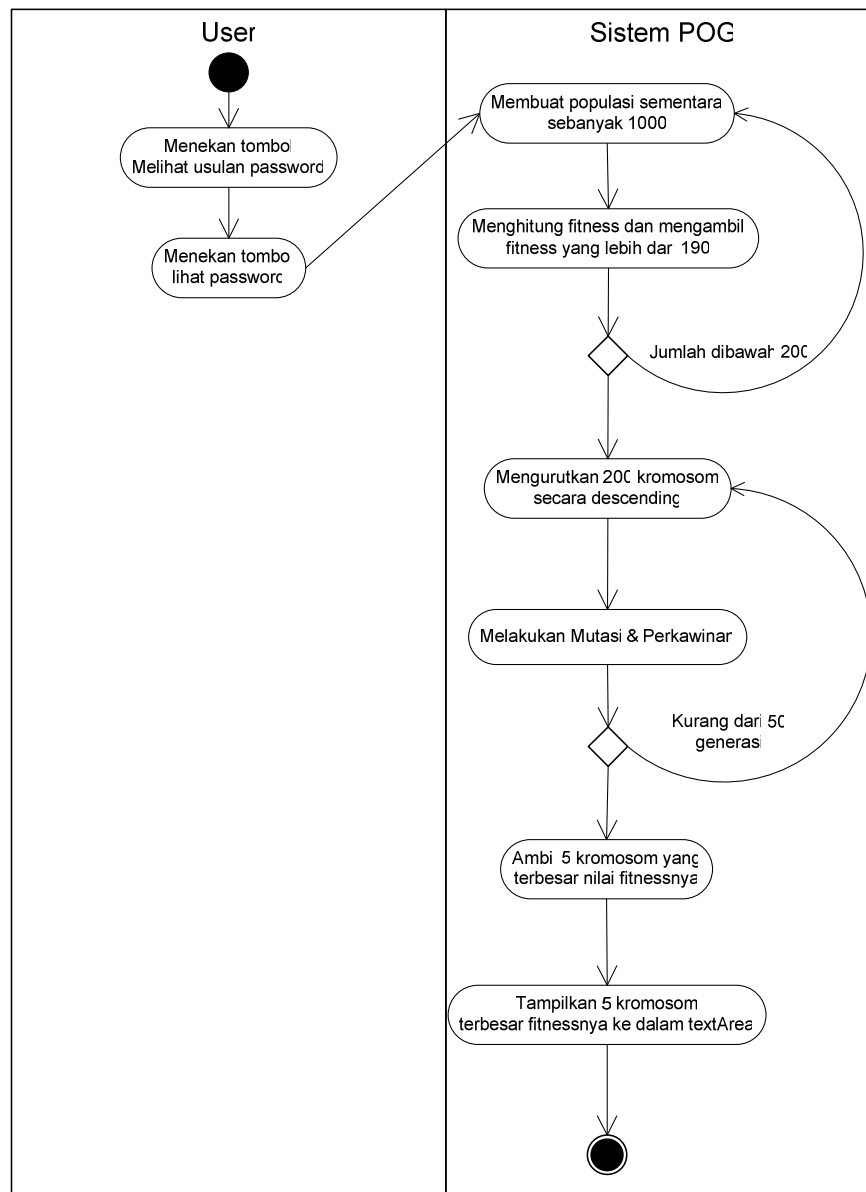 User
Sistem POG
Menekan tombol
Melihat usulan password
Menekan tombo
lihat password
Membuat populasi sementara
sebanyak 1000
Menghitung fitness dan mengambil
fitness yang lebih dar 190
Jumlah dibawah 200
Mengurutkan 200 kromosom
secara descending
Melakukan Mutasi & Perkawinan
Kurang dari 50
generasi
Ambi 5 kromosom yang
terbesar nilai fitnessnya
Tampilkan 5 kromosom
terbesar fitnessnya ke dalam textArea